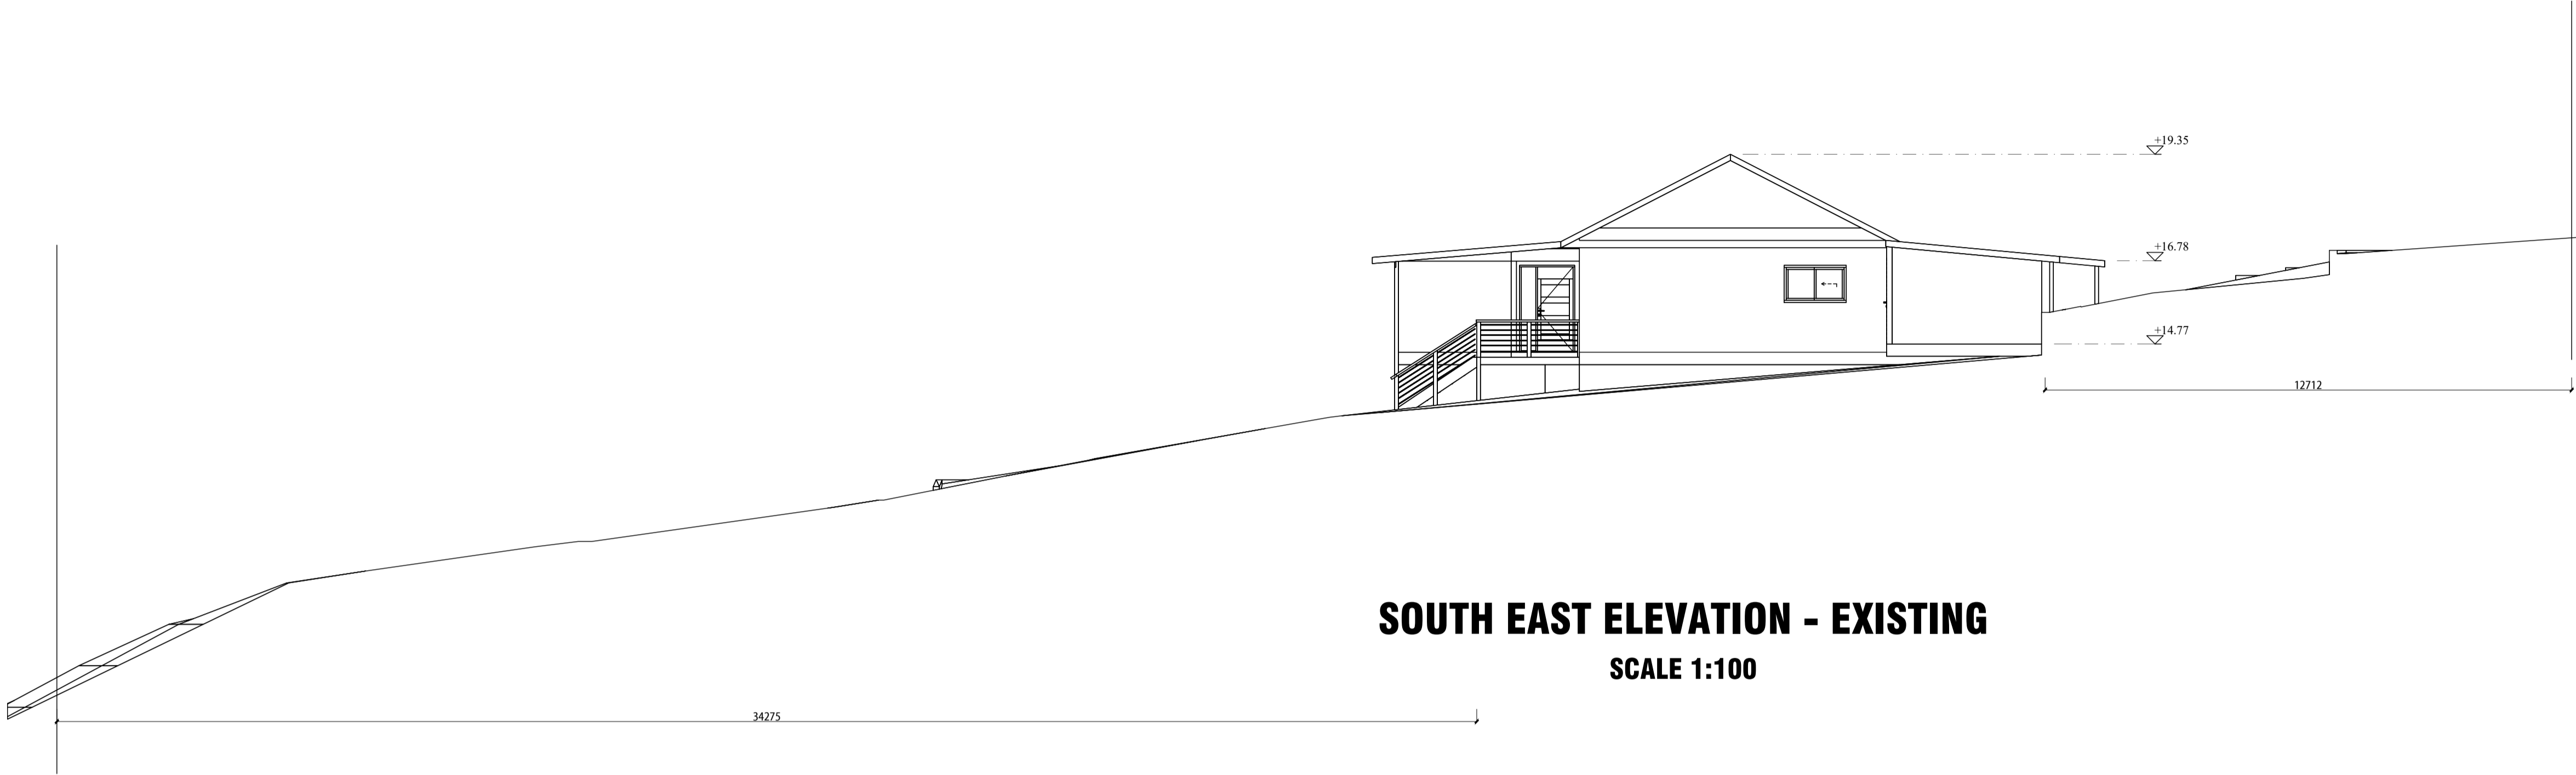 +19.35
+16.78
+14.77
12712
SOUTH EAST ELEVATION - EXISTING
SCALE 1:100
34275